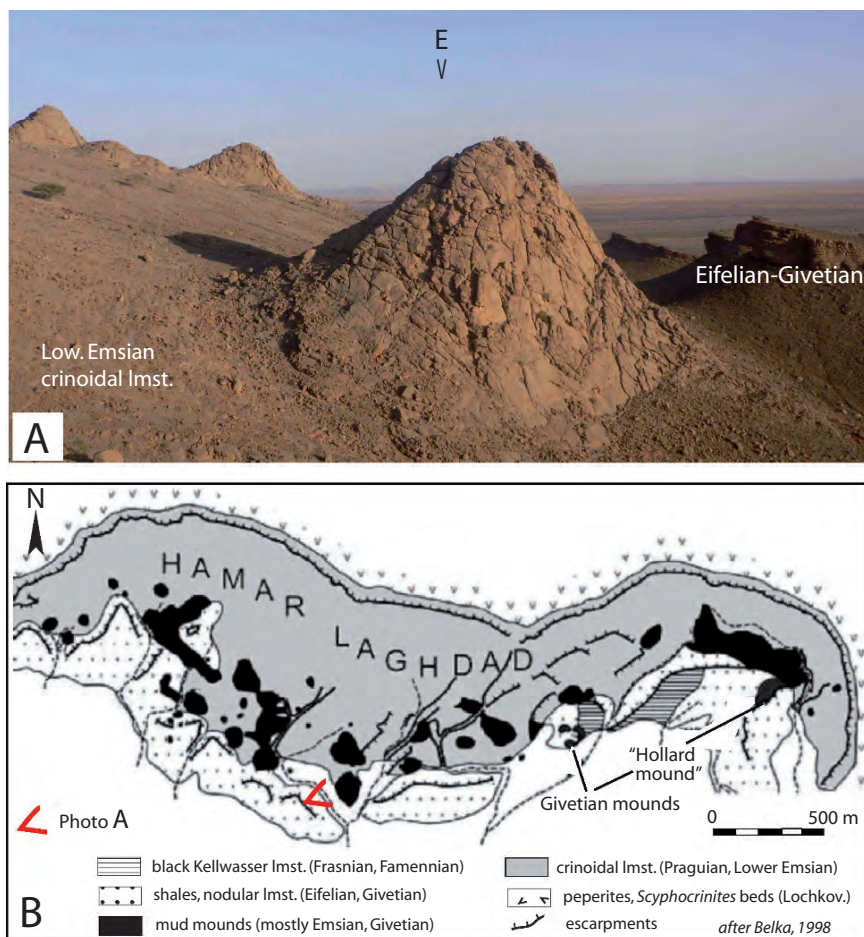 E
Eifelian-Givetian
Low. Emsian
crinoidal lmst.
A
N
HAMAR
LAGHDAD
"Hollard
mound"
Givetian mounds
Photo A
0 500 m
black Kellwasser lmst. (Frasnian, Famennian)
shales, nodular lmst. (Eifelian, Givetian)
mud mounds (mostly Emsian, Givetian)
crinoidal lmst. (Praguian, Lower Emsian)
peperites, Scyphocrinites beds (Lochkov.)
escarpments
after Belka, 1998
B